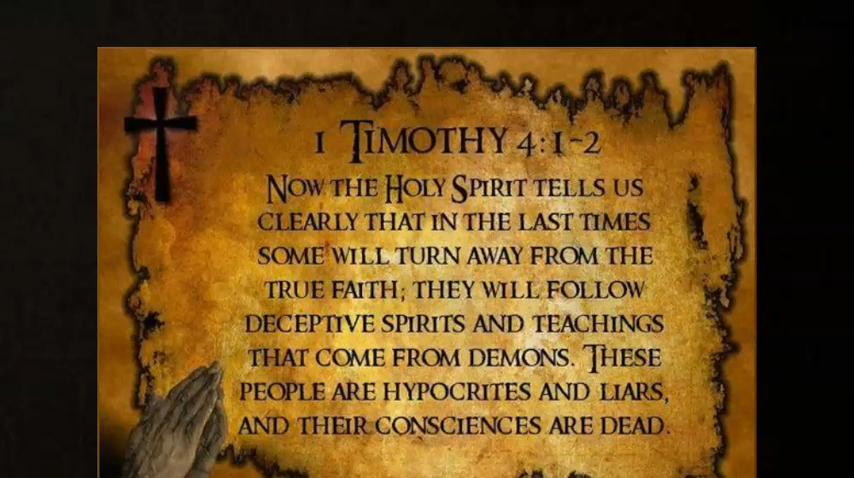 1 TIMOTHY 4:1-2
NOW THE HOLY SPIRIT TELLS US
CLEARLY THAT IN THE LAST TIMES
SOME WILL TURN AWAY FROM THE
TRUE FAITH; THEY WILL FOLLOW
DECEPTIVE SPIRITS AND TEACHINGS
THAT COME FROM DEMONS. THESE
PEOPLE ARE HYPOCRITES AND LIARS,
AND THEIR CONSCIENCES ARE DEAD.